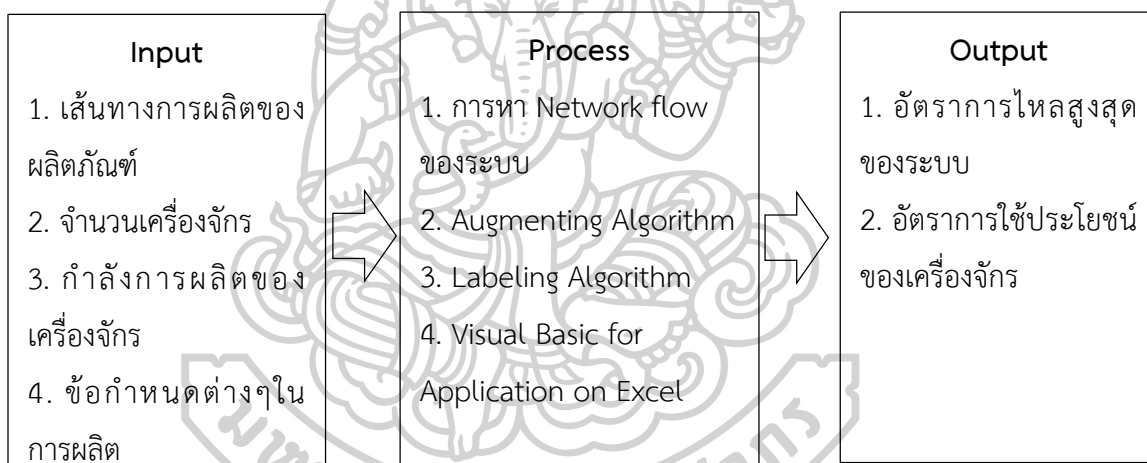 Input
1. เส้นทางการผลิตของ
ผลิตภัณฑ์
2. จำนวนเครื่องจักร
3. กำลังการผลิตของ
เครื่องจักร
4. ข้อกำหนดต่างๆใน
การผลิต
Process
1. การหา Network flow
ของระบบ
2. Augmenting Algorithm
3. Labeling Algorithm
4. Visual Basic for
Application on Excel
Output
1. อัตราการไหลสูงสุด
ของระบบ
2. อัตราการใช้ประโยชน์
ของเครื่องจักร